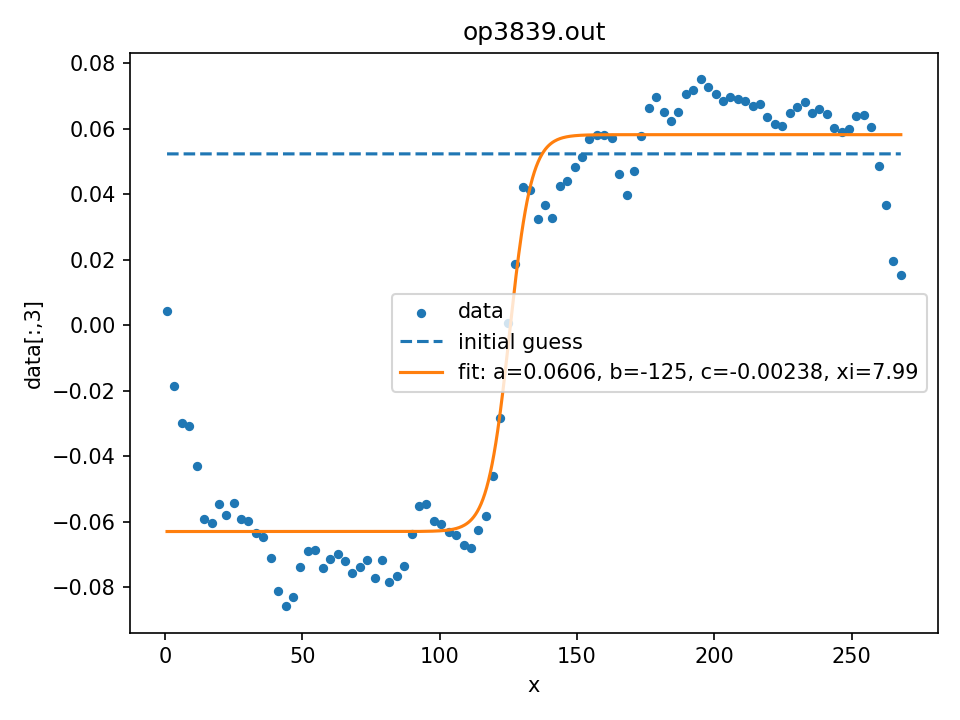 op3839.out
0.08
0.06
0.04
0.02
0.00
−0.02
−0.04
−0.06
−0.08
data[:,3]
data
initial guess
fit: a=0.0606, b=-125, c=-0.00238, xi=7.99
0
50
100
150
200
250
x